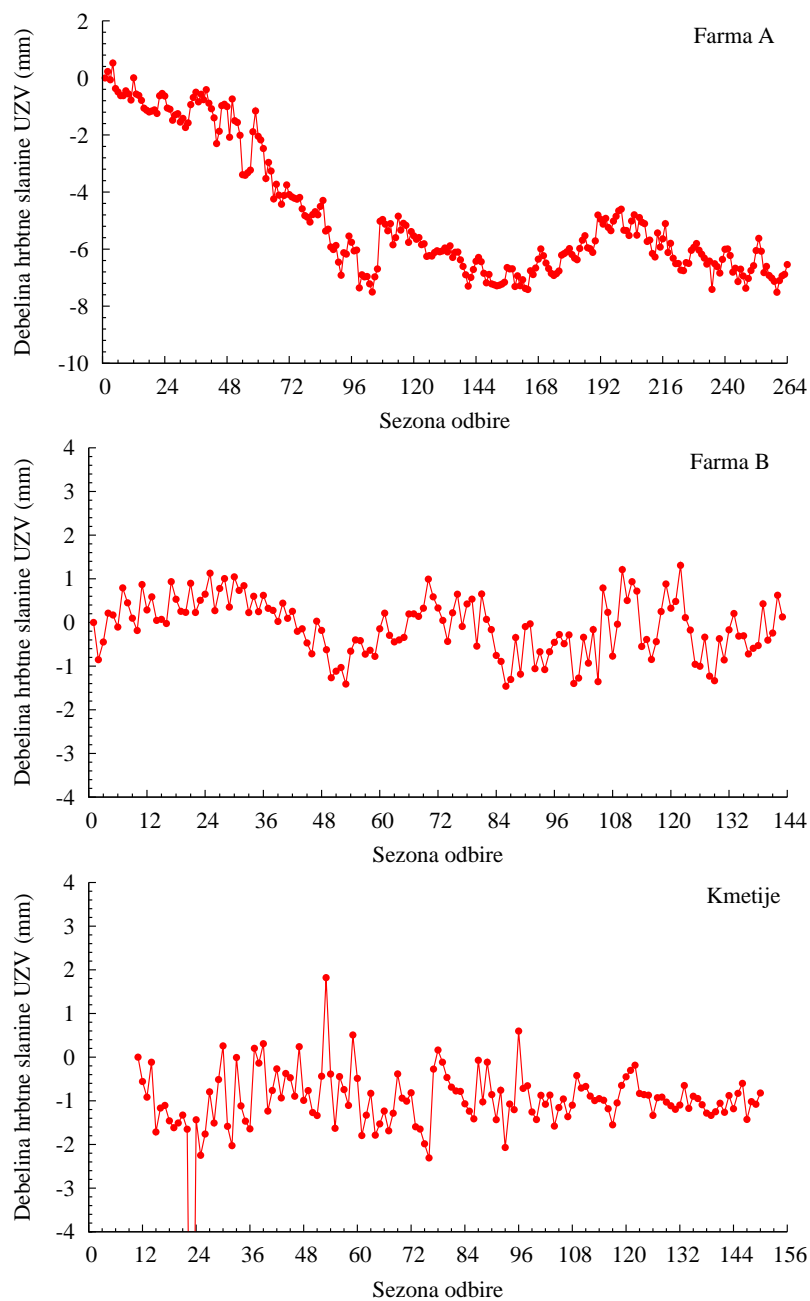 Farma A
Debelina hrbtne slanine UZV (mm)
2
0
-2
-4
-6
-8
-10
0 24 48 72 96 120 144 168 192 216 240 264
Sezona odbire
Farma B
Debelina hrbtne slanine UZV (mm)
4
3
2
1
0
-1
-2
-3
-4
0 12 24 36 48 60 72 84 96 108 120 132 144
Sezona odbire
Kmetije
Debelina hrbtne slanine UZV (mm)
4
3
2
0
0
-1
-2
-3
-4
0 12 24 36 48 60 72 84 96 108 120 132 144 156
Sezona odbire